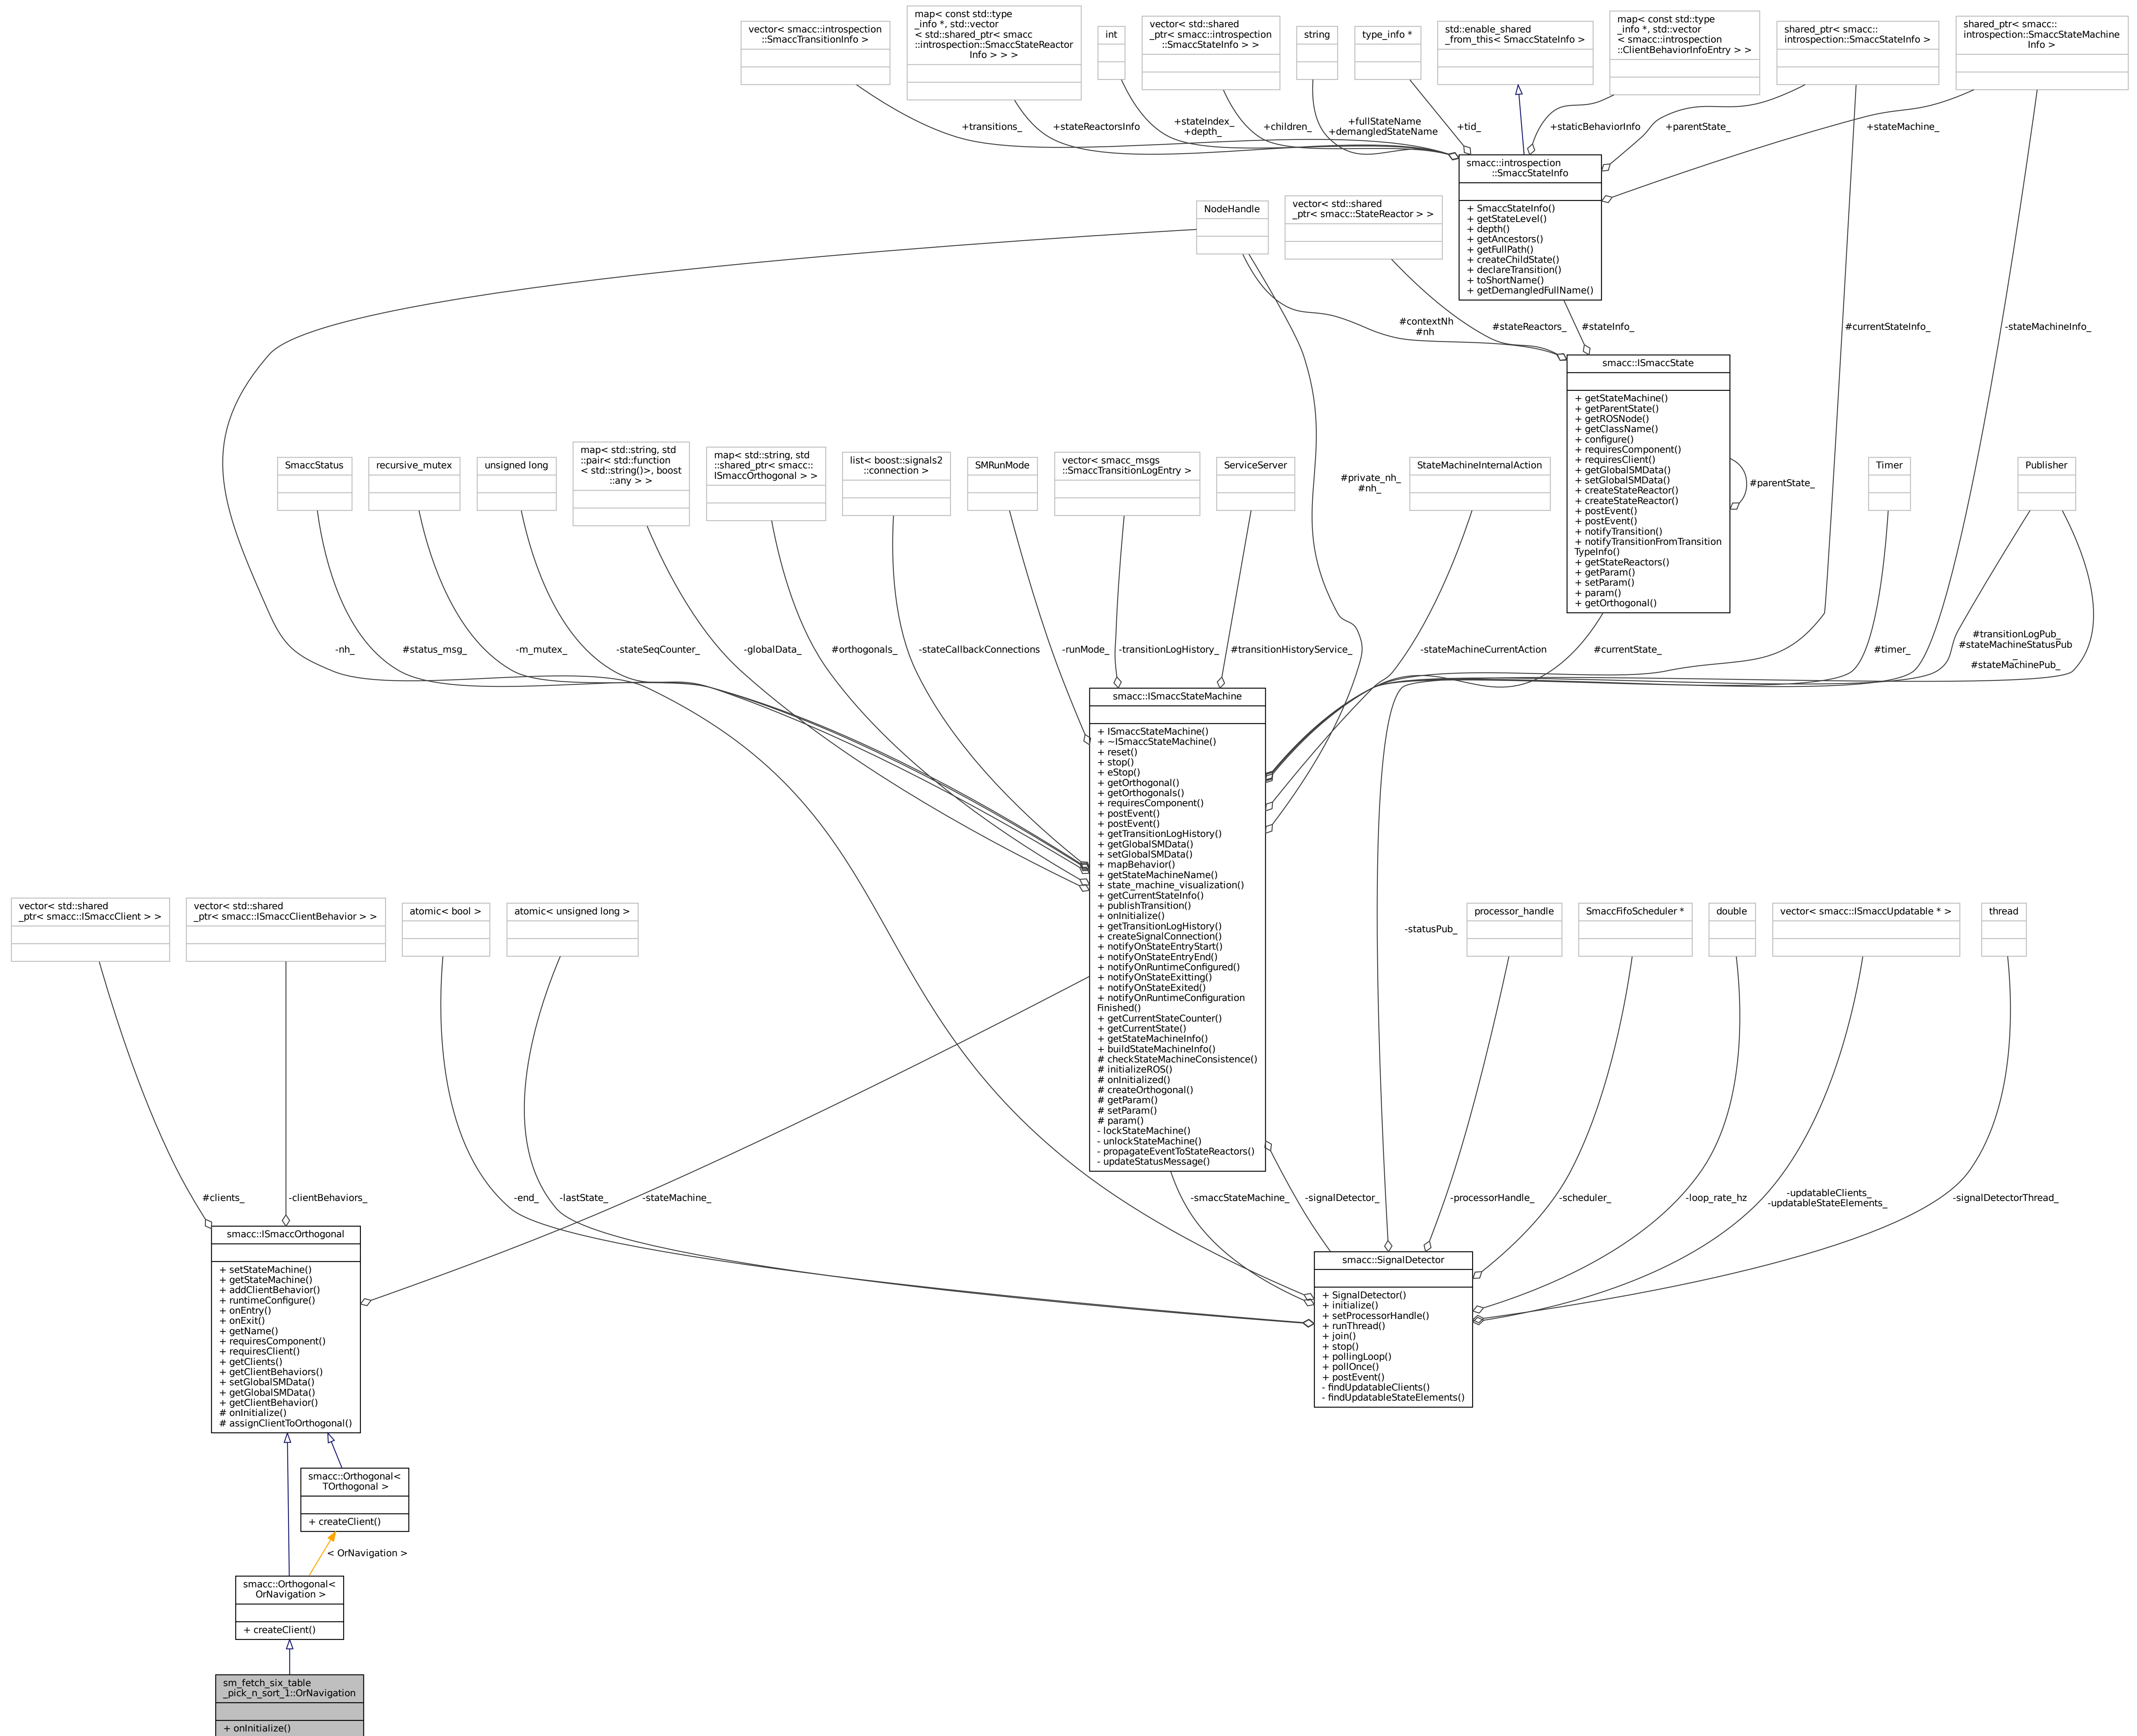 vector< smacc::introspection
::SmaccTransitionInfo >
map< const std::type
_info *, std::vector
< std::shared_ptr< smacc
::introspection::SmaccStateReactor
Info > > >
int
vector< std::shared
_ptr< smacc::introspection
::SmaccStateInfo > >
string
type_info *
std::enable_shared
_from_this< SmaccStateInfo >
map< const std::type
_info *, std::vector
< smacc::introspection
::ClientBehaviorInfoEntry > >
shared_ptr< smacc::
introspection::SmaccStateInfo >
shared_ptr< smacc::
introspection::SmaccStateMachine
Info >
+transitions_
+stateReactorsInfo
+stateIndex_
+depth_
+children_
+fullStateName
+demangledStateName
+tid_
+staticBehaviorInfo
+parentState_
+stateMachine_
smacc::introspection
::SmaccStateInfo
+ SmaccStateInfo()
+ getStateLevel()
+ depth()
+ getAncestors()
+ getFullPath()
+ createChildState()
+ declareTransition()
+ toShortName()
+ getDemangledFullName()
NodeHandle
vector< std::shared
_ptr< smacc::StateReactor > >
#contextNh
#nh
#stateReactors_
#stateInfo_
#currentStateInfo_
-stateMachineInfo_
smacc::ISmaccState
+ getStateMachine()
+ getParentState()
+ getROSNode()
+ getClassName()
+ configure()
+ requiresComponent()
+ requiresClient()
+ getGlobalSMData()
+ setGlobalSMData()
+ createStateReactor()
+ createStateReactor()
+ postEvent()
+ postEvent()
+ notifyTransition()
+ notifyTransitionFromTransition
TypeInfo()
+ getStateReactors()
+ getParam()
+ setParam()
+ param()
+ getOrthogonal()
#parentState_
SmaccStatus
recursive_mutex
unsigned long
map< std::string, std
::pair< std::function
< std::string()>, boost
::any > >
map< std::string, std
::shared_ptr< smacc::
ISmaccOrthogonal > >
list< boost::signals2
::connection >
SMRunMode
vector< smacc_msgs
::SmaccTransitionLogEntry >
ServiceServer
#private_nh_
#nh_
StateMachineInternalAction
Timer
Publisher
-nh_
#status_msg_
-m_mutex_
-stateSeqCounter_
-globalData_
#orthogonals_
-stateCallbackConnections
-runMode_
-transitionLogHistory_
#transitionHistoryService_
-stateMachineCurrentAction
#currentState_
#timer_
#transitionLogPub_
#stateMachineStatusPub
_
#stateMachinePub_
smacc::ISmaccStateMachine
+ ISmaccStateMachine()
+ ~ISmaccStateMachine()
+ reset()
+ stop()
+ eStop()
+ getOrthogonal()
+ getOrthogonals()
+ requiresComponent()
+ postEvent()
+ postEvent()
+ getTransitionLogHistory()
+ getGlobalSMData()
+ setGlobalSMData()
+ mapBehavior()
+ getStateMachineName()
+ state_machine_visualization()
+ getCurrentStateInfo()
+ publishTransition()
+ onInitialize()
+ getTransitionLogHistory()
+ createSignalConnection()
+ notifyOnStateEntryStart()
+ notifyOnStateEntryEnd()
+ notifyOnRuntimeConfigured()
+ notifyOnStateExitting()
+ notifyOnStateExited()
+ notifyOnRuntimeConfiguration
Finished()
+ getCurrentStateCounter()
+ getCurrentState()
+ getStateMachineInfo()
+ buildStateMachineInfo()
# checkStateMachineConsistence()
# initializeROS()
# onInitialized()
# createOrthogonal()
# getParam()
# setParam()
# param()
- lockStateMachine()
- unlockStateMachine()
- propagateEventToStateReactors()
- updateStatusMessage()
vector< std::shared
_ptr< smacc::ISmaccClient > >
vector< std::shared
_ptr< smacc::ISmaccClientBehavior > >
atomic< bool >
atomic< unsigned long >
-statusPub_
processor_handle
SmaccFifoScheduler *
double
vector< smacc::ISmaccUpdatable * >
thread
#clients_
-clientBehaviors_
-end_
-lastState_
-stateMachine_
-smaccStateMachine_
-signalDetector_
-processorHandle_
-scheduler_
-loop_rate_hz
-updatableClients_
-updatableStateElements_
-signalDetectorThread_
smacc::ISmaccOrthogonal
+ setStateMachine()
+ getStateMachine()
+ addClientBehavior()
+ runtimeConfigure()
+ onEntry()
+ onExit()
+ getName()
+ requiresComponent()
+ requiresClient()
+ getClients()
+ getClientBehaviors()
+ setGlobalSMData()
+ getGlobalSMData()
+ getClientBehavior()
# onInitialize()
# assignClientToOrthogonal()
smacc::SignalDetector
+ SignalDetector()
+ initialize()
+ setProcessorHandle()
+ runThread()
+ join()
+ stop()
+ pollingLoop()
+ pollOnce()
+ postEvent()
- findUpdatableClients()
- findUpdatableStateElements()
smacc::Orthogonal<
TOrthogonal >
+ createClient()
< OrNavigation >
smacc::Orthogonal<
OrNavigation >
+ createClient()
sm_fetch_six_table
_pick_n_sort_1::OrNavigation
+ onInitialize()